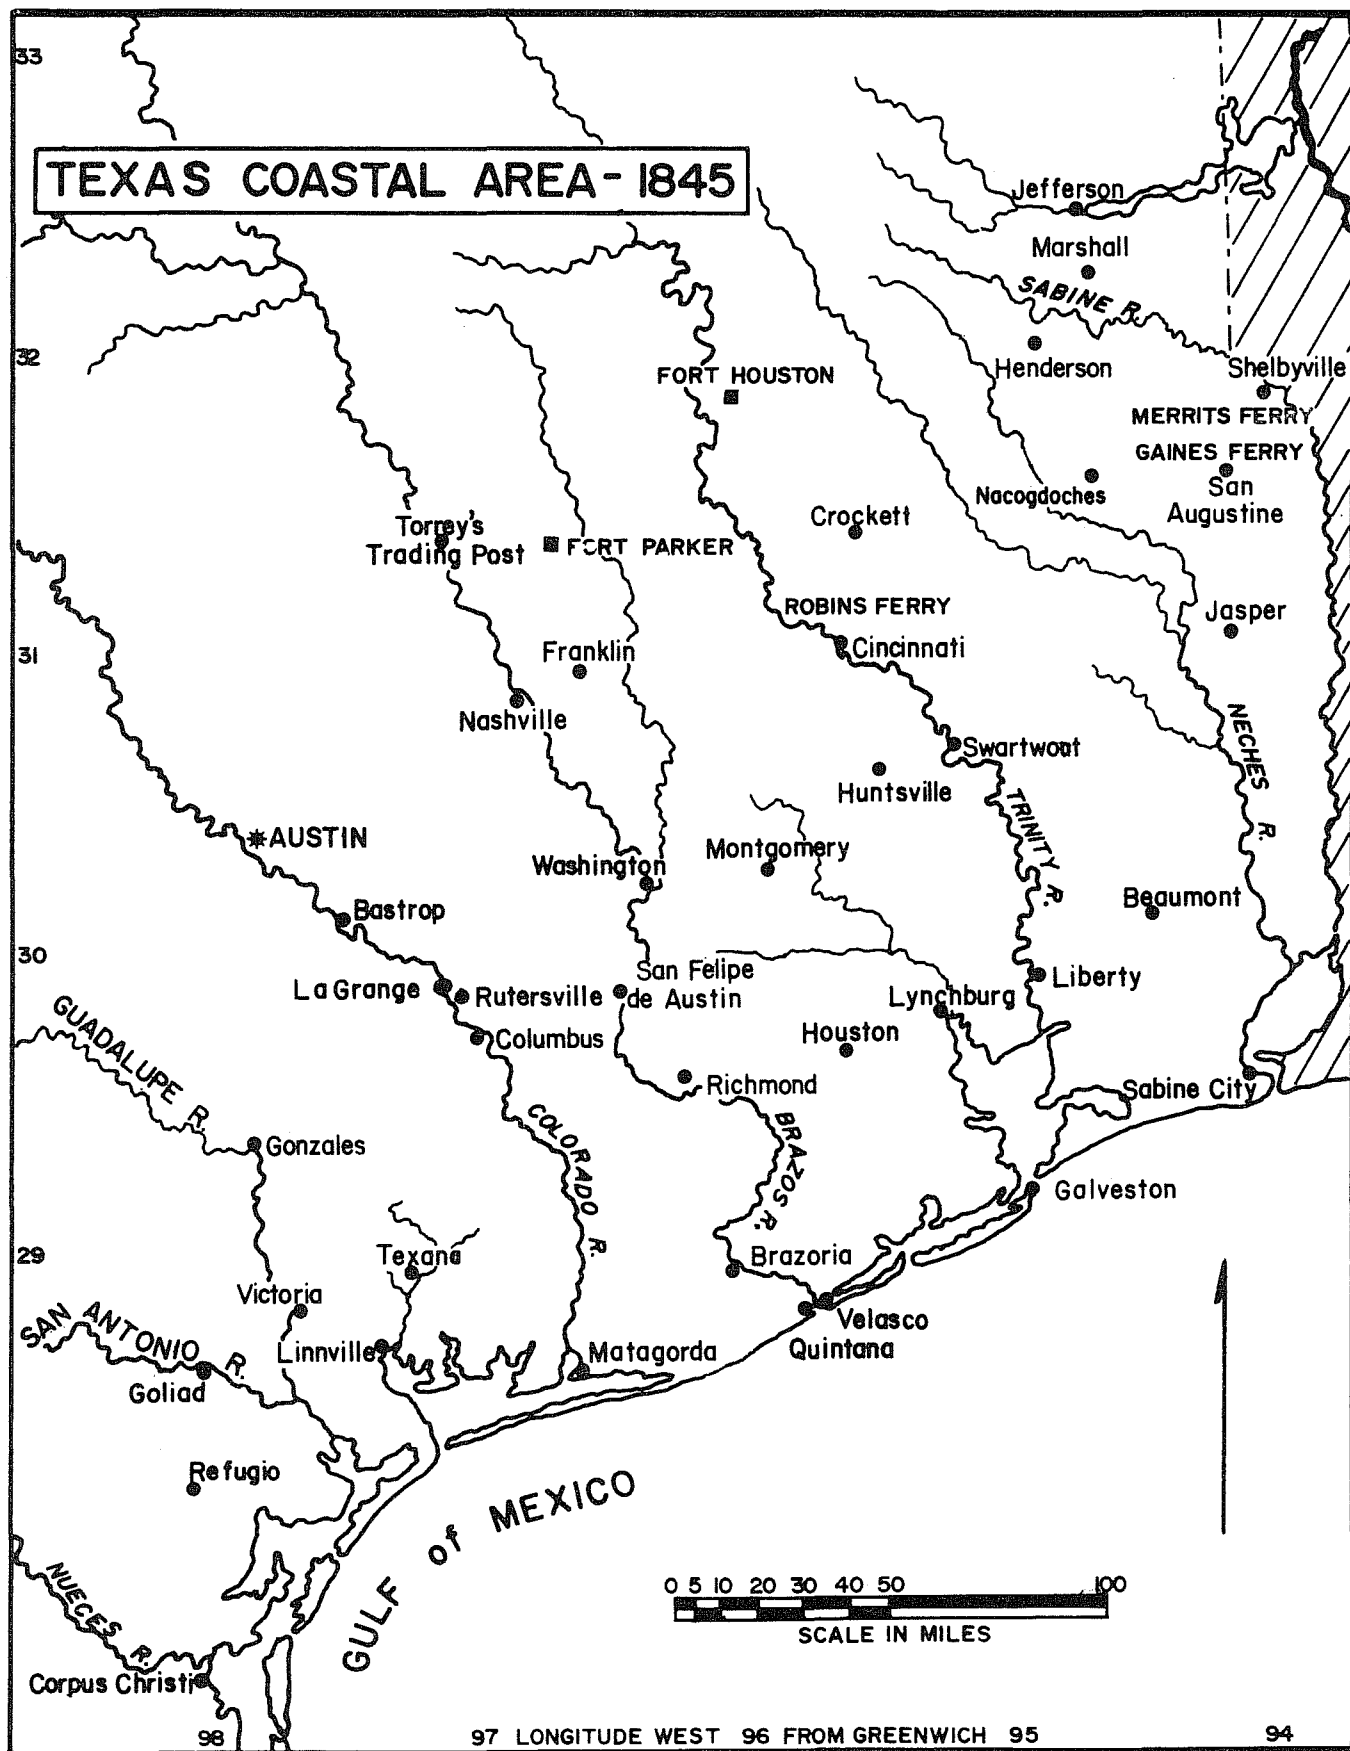 33
TEXAS COASTAL AREA - 1845
Jefferson
Marshall
SABINE R.
32
Henderson
Shelbyville
FORT HOUSTON
MERRITS FERRY
GAINES FERRY
Nacogdoches
San
Augustine
Crockett
Torrey's
Trading Post
FORT PARKER
ROBINS FERRY
Jasper
31
Franklin
Cincinnati
Nashville
NECHES R.
Swartwout
Huntsville
TRINITY R.
AUSTIN
Montgomery
Washington
Beaumont
Bastrop
30
San Felipe
de Austin
Liberty
La Grange
Rutersville
Lynchburg
GUADALUPE R.
Columbus
Houston
Richmond
Sabine City
COLORADO R.
BRAZOS R.
Gonzales
Galveston
29
Texana
Brazoria
Victoria
Velasco
Quintana
SAN ANTONIO R.
Linnville
Matagorda
Goliad
Refugio
GULF of MEXICO
NUECES R.
0 5 10 20 30 40 50 100
SCALE IN MILES
Corpus Christi
98 97 LONGITUDE WEST 96 FROM GREENWICH 95 94